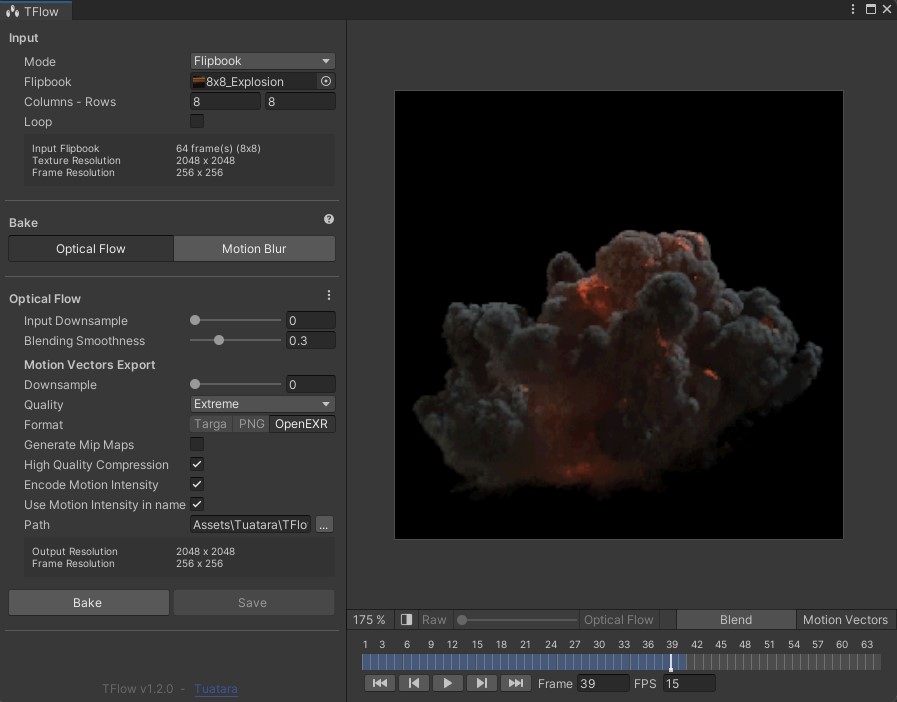 TFlow
Input
Mode Flipbook
Flipbook 8x8_Explosion
Columns - Rows 8 8
Loop
Input Flipbook 64 frame(s) (8x8)
Texture Resolution 2048 x 2048
Frame Resolution 256 x 256
Bake
Optical Flow Motion Blur
Optical Flow
Input Downsample 0
Blending Smoothness 0.3
Motion Vectors Export
Downsample 0
Quality Extreme
Format Targa PNG OpenEXR
Generate Mip Maps
High Quality Compression
Encode Motion Intensity
Use Motion Intensity in name
Path Assets\Tuatara\TFlo ...
Output Resolution 2048 x 2048
Frame Resolution 256 x 256
Bake Save
TFlow v1.2.0 - Tuatara
175 % Raw Optical Flow Blend Motion Vectors
1 3 6 9 12 15 18 21 24 27 30 33 36 39 42 45 48 51 54 57 60 63
Frame 39 FPS 15